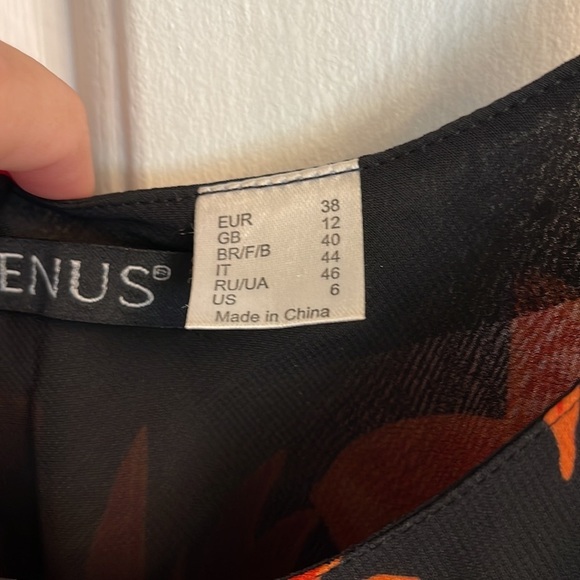 ENUS®
EUR 38
GB 12
BR/F/B 40
IT 44
RU/UA 46
US 6
Made in China